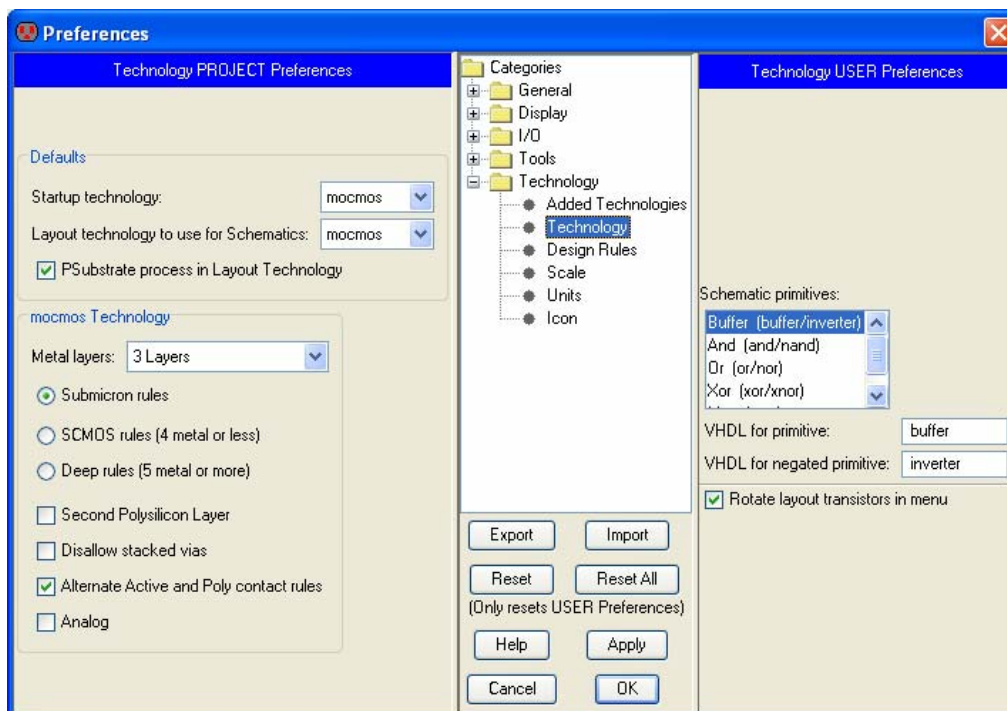 Preferences
Technology PROJECT Preferences
Defaults
Startup technology:
mocmos
Layout technology to use for Schematics:
mocmos
PSubstrate process in Layout Technology
mocmos Technology
Metal layers:
3 Layers
Submicron rules
SCMOS rules (4 metal or less)
Deep rules (5 metal or more)
Second Polysilicon Layer
Disallow stacked vias
Alternate Active and Poly contact rules
Analog
Categories
General
Display
I/O
Tools
Technology
Added Technologies
Technology
Design Rules
Scale
Units
Icon
Export
Import
Reset
Reset All
(Only resets USER Preferences)
Help
Apply
Cancel
OK
Technology USER Preferences
Schematic primitives:
Buffer (buffer/inverter)
And (and/nand)
Or (or/nor)
Xor (xor/xnor)
VHDL for primitive:
buffer
VHDL for negated primitive:
inverter
Rotate layout transistors in menu